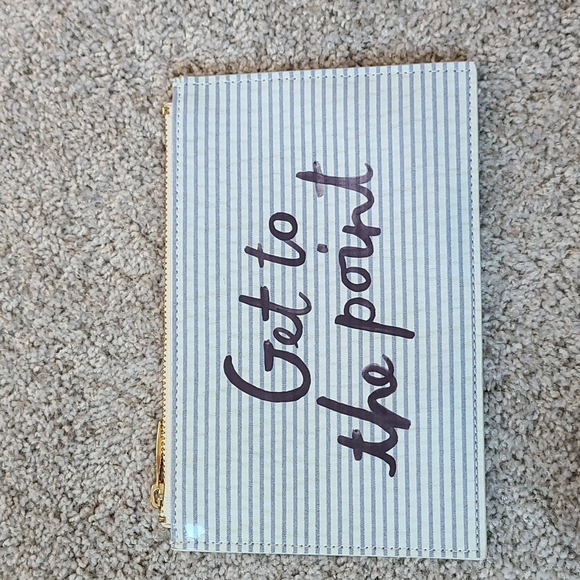 Get to
the point